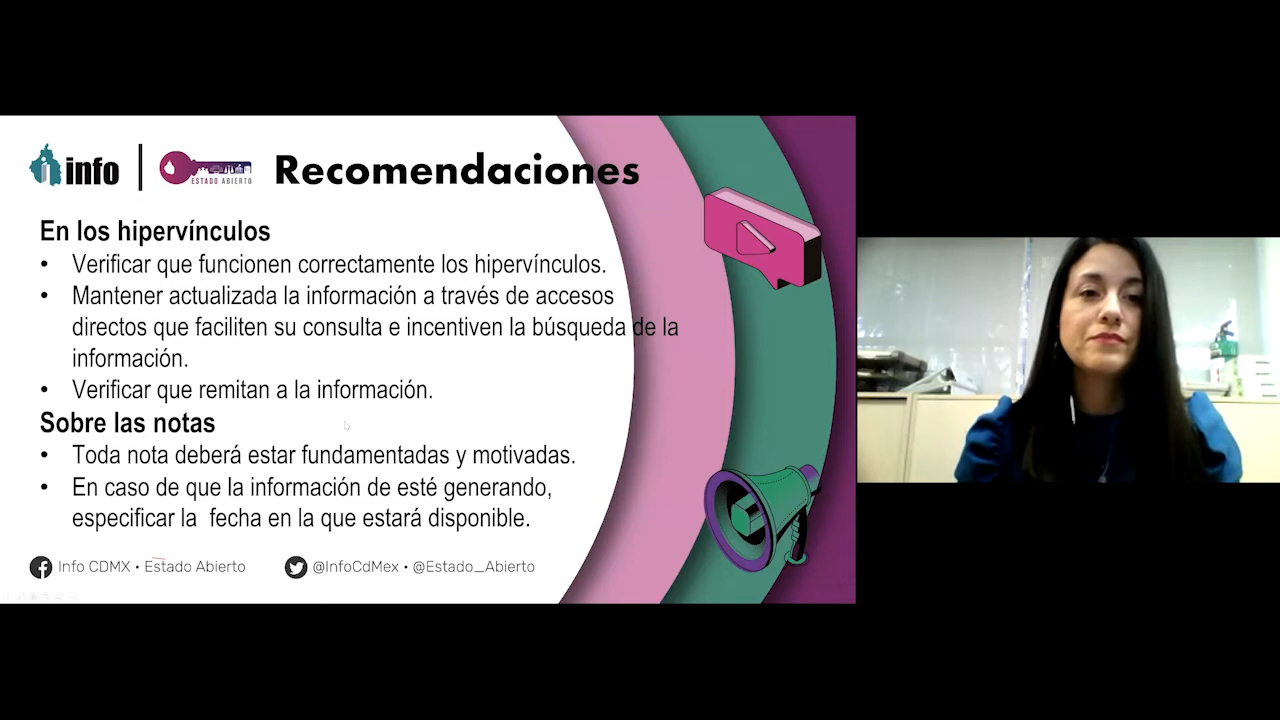 info
ESTADO ABIERTO
Recomendaciones
En los hipervínculos
• Verificar que funcionen correctamente los hipervínculos.
• Mantener actualizada la información a través de accesos
directos que faciliten su consulta e incentiven la búsqueda de la
información.
• Verificar que remitan a la información.
Sobre las notas
• Toda nota deberá estar fundamentadas y motivadas.
• En caso de que la información de esté generando,
especificar la fecha en la que estará disponible.
Info CDMX • Estado Abierto
@InfoCdMex • @Estado_Abierto